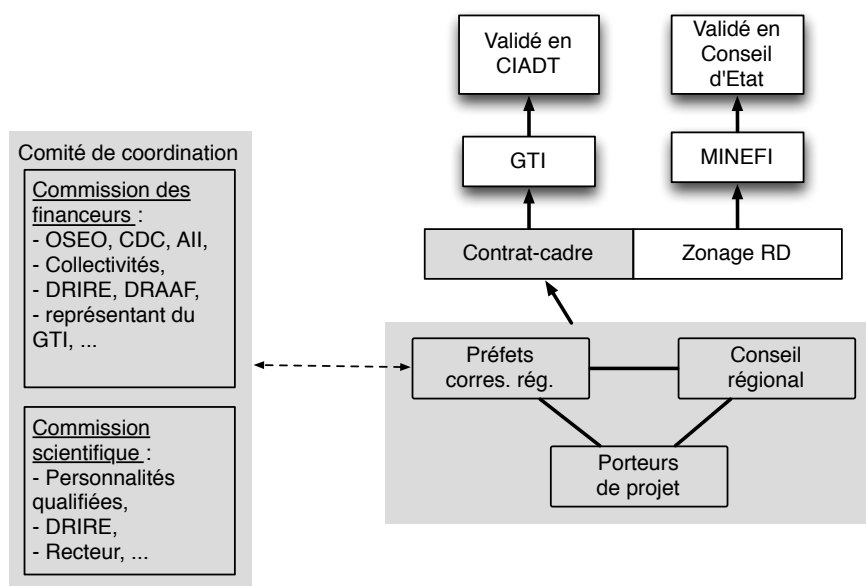 Validé en
CIADT
Validé en
Conseil
d'Etat
GTI
MINEFI
Contrat-cadre
Zonage RD
Comité de coordination
Commission des
financeurs :
- OSEO, CDC, AII,
- Collectivités,
- DRIRE, DRAAF,
- représentant du
GTI, ...
Commission
scientifique :
- Personnalités
qualifiées,
- DRIRE,
- Recteur, ...
Préfets
corres. rég.
Conseil
régional
Porteurs
de projet